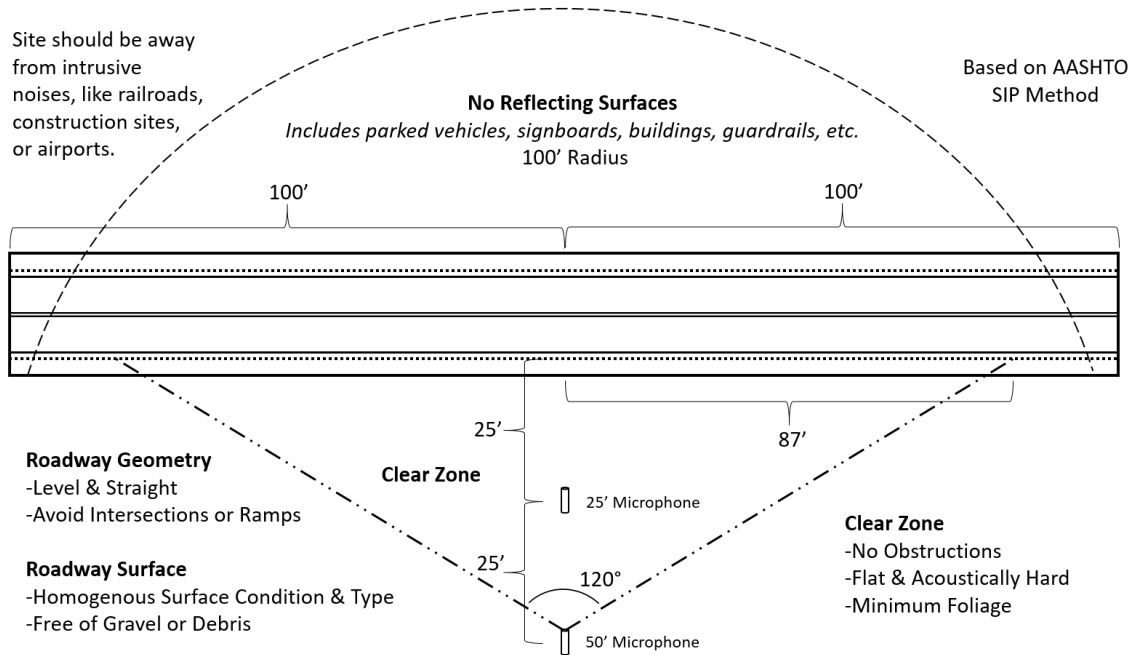 Site should be away
from intrusive
noises, like railroads,
construction sites,
or airports.
Based on AASHTO
SIP Method
No Reflecting Surfaces
Includes parked vehicles, signboards, buildings, guardrails, etc.
100’ Radius
100’
100’
25’
87’
Roadway Geometry
-Level & Straight
-Avoid Intersections or Ramps
Clear Zone
25’ Microphone
Roadway Surface
-Homogenous Surface Condition & Type
-Free of Gravel or Debris
25’
120°
50’ Microphone
Clear Zone
-No Obstructions
-Flat & Acoustically Hard
-Minimum Foliage